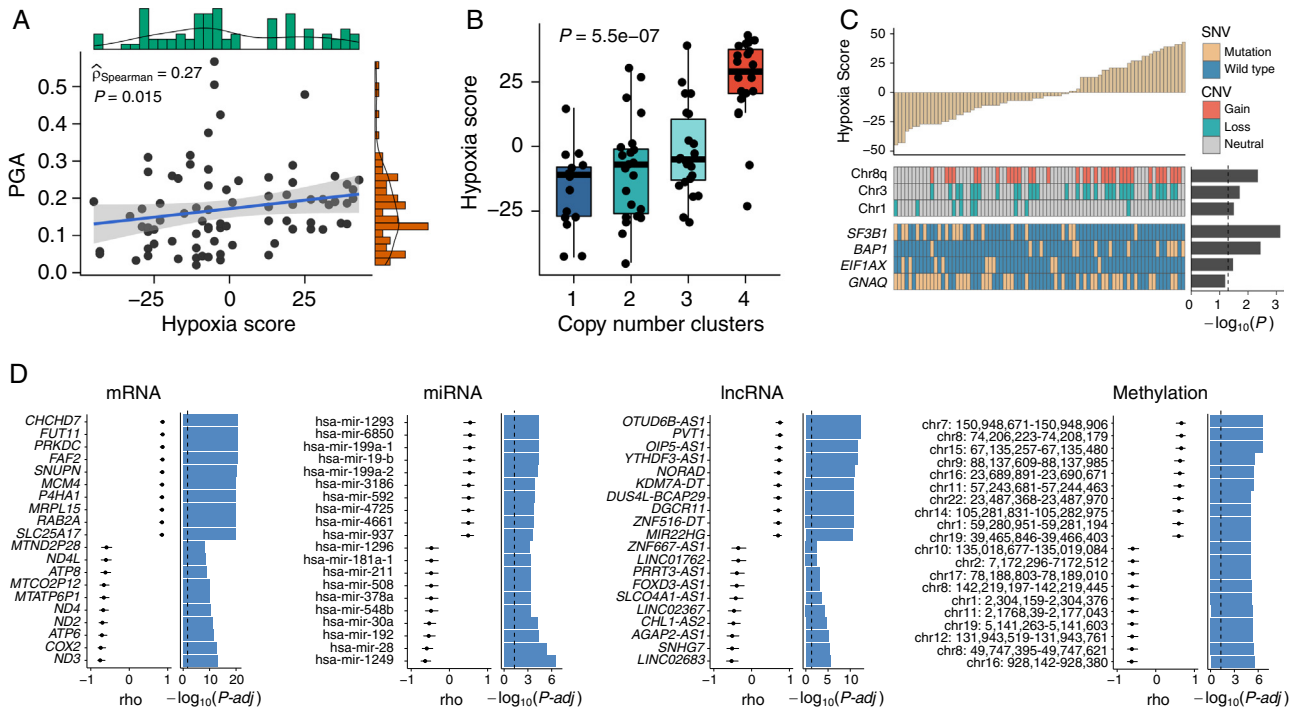 A
ρ̂Spearman = 0.27
P = 0.015
PGA
0.5
0.4
0.3
0.2
0.1
0.0
−25
0
25
Hypoxia score
B
P = 5.5e−07
Hypoxia score
25
0
−25
1
2
3
4
Copy number clusters
C
Hypoxia Score
50
25
0
−25
−50
SNV
Mutation
Wild type
CNV
Gain
Loss
Neutral
Chr8q
Chr3
Chr1
SF3B1
BAP1
EIF1AX
GNAQ
0 1 2 3
−log10(P)
D
mRNA
CHCHD7
FUT11
PRKDC
FAF2
SNUPN
MCM4
P4HA1
MRPL15
RAB2A
SLC25A17
MTND2P28
ND4L
ATP8
MTCO2P12
MTATP6P1
ND4
ND2
ATP6
COX2
ND3
−1 0 1
rho
0 10 20
−log10(P-adj)
miRNA
hsa-mir-1293
hsa-mir-6850
hsa-mir-199a-1
hsa-mir-19-b
hsa-mir-199a-2
hsa-mir-3186
hsa-mir-592
hsa-mir-4725
hsa-mir-4661
hsa-mir-937
hsa-mir-1296
hsa-mir-181a-1
hsa-mir-211
hsa-mir-508
hsa-mir-378a
hsa-mir-548b
hsa-mir-30a
hsa-mir-192
hsa-mir-28
hsa-mir-1249
−1 0 1
rho
0 3 6
−log10(P-adj)
lncRNA
OTUD6B-AS1
PVT1
OIP5-AS1
YTHDF3-AS1
NORAD
KDM7A-DT
DUS4L-BCAP29
DGCR11
ZNF516-DT
MIR22HG
ZNF667-AS1
LINC01762
PRRT3-AS1
FOXD3-AS1
SLCO4A1-AS1
LINC02367
CHL1-AS2
AGAP2-AS1
SNHG7
LINC02683
−1 0 1
rho
0 5 10
−log10(P-adj)
Methylation
chr7: 150,948,671-150,948,906
chr8: 74,206,223-74,208,179
chr15: 67,135,257-67,135,480
chr9: 88,137,609-88,137,985
chr16: 23,689,891-23,690,671
chr11: 57,243,681-57,244,463
chr22: 23,487,368-23,487,970
chr14: 105,281,831-105,282,975
chr1: 59,280,951-59,281,194
chr19: 39,465,846-39,466,403
chr10: 135,018,677-135,019,084
chr2: 7,172,296-7172,512
chr17: 78,188,803-78,189,010
chr8: 142,219,197-142,219,445
chr1: 2,304,159-2,304,376
chr11: 2,1768,39-2,177,043
chr19: 5,141,263-5,141,603
chr12: 131,943,519-131,943,761
chr8: 49,747,395-49,747,621
chr16: 928,142-928,380
−1 0 1
rho
0 3 6
−log10(P-adj)